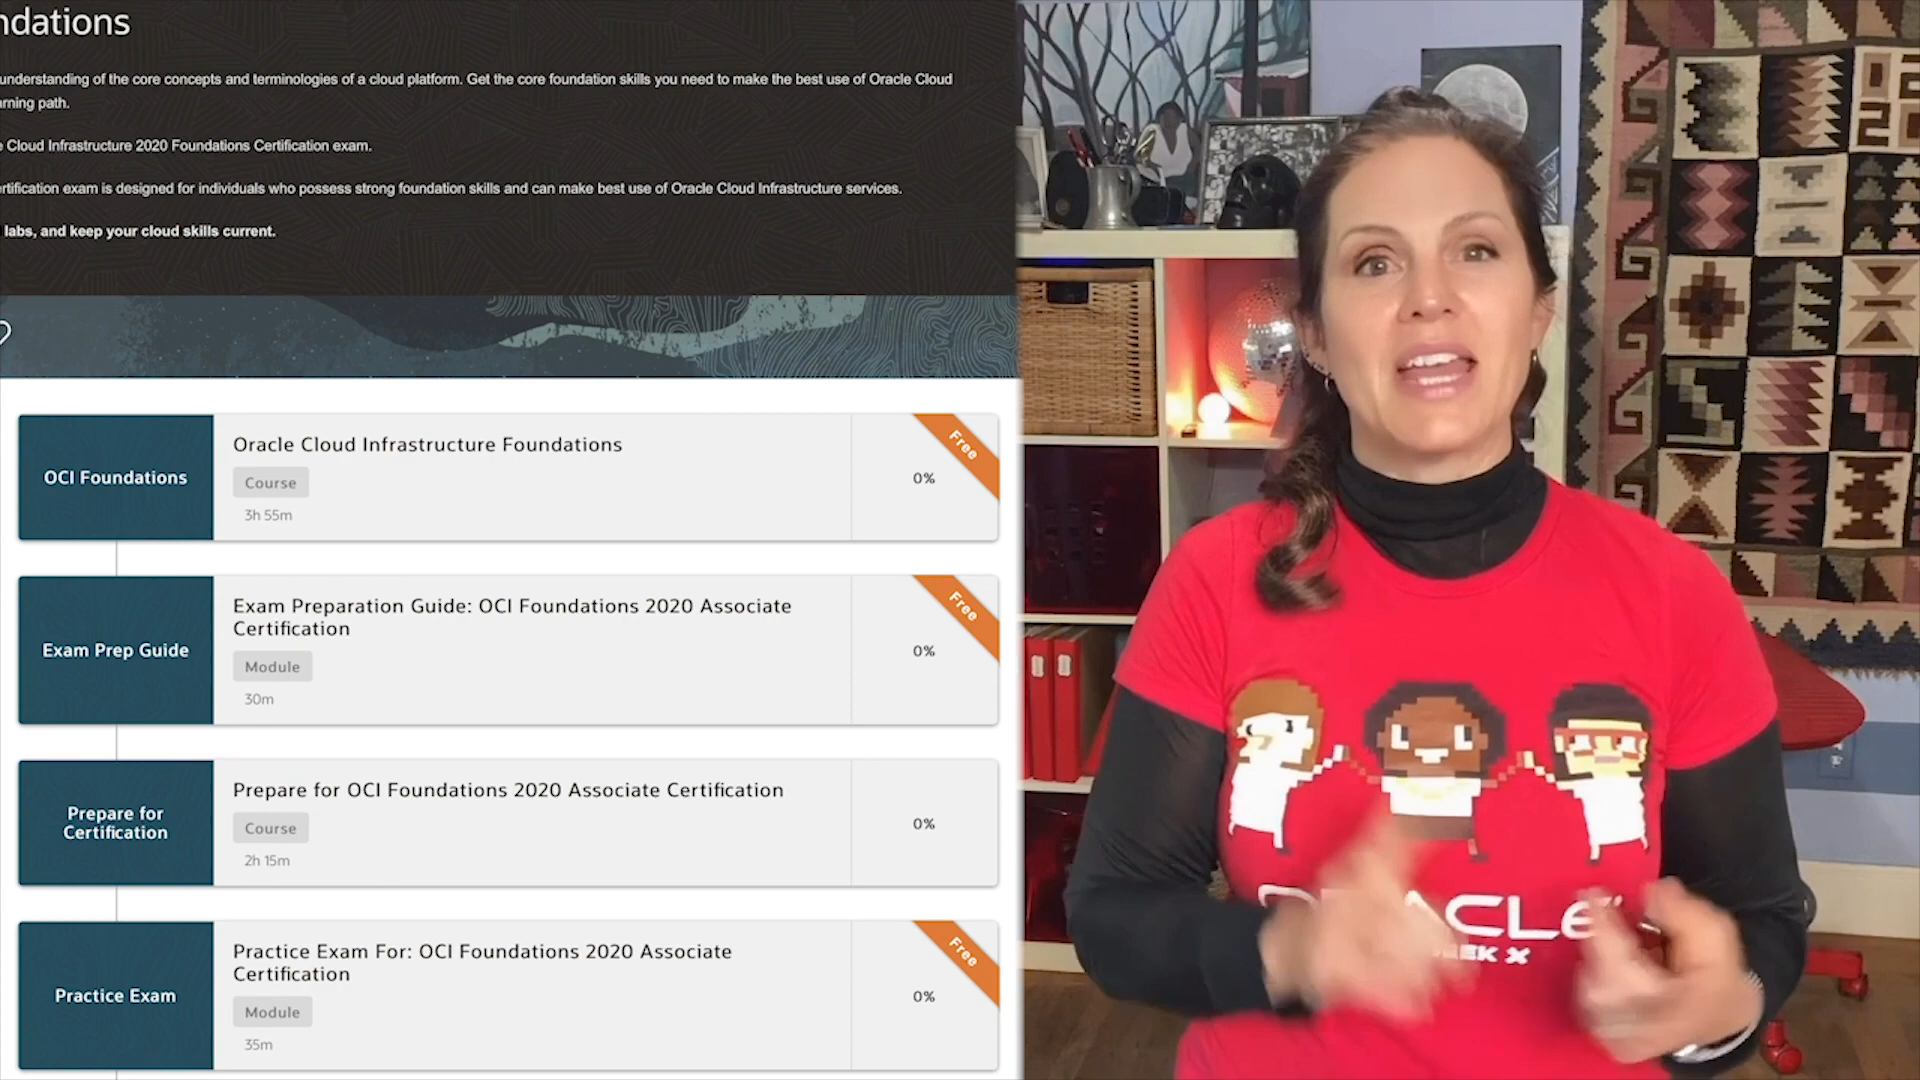 ndations
understanding of the core concepts and terminologies of a cloud platform. Get the core foundation skills you need to make the best use of Oracle Cloud
rning path.
e Cloud Infrastructure 2020 Foundations Certification exam.
rtification exam is designed for individuals who possess strong foundation skills and can make best use of Oracle Cloud Infrastructure services.
labs, and keep your cloud skills current.
OCI Foundations
Oracle Cloud Infrastructure Foundations
Course
3h 55m
0%
Free
Exam Prep Guide
Exam Preparation Guide: OCI Foundations 2020 Associate
Certification
Module
30m
0%
Free
Prepare for
Certification
Prepare for OCI Foundations 2020 Associate Certification
Course
2h 15m
0%
Practice Exam
Practice Exam For: OCI Foundations 2020 Associate
Certification
Module
35m
0%
Free